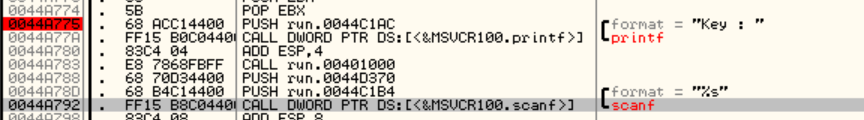 0044A774 . 5B POP EBX
0044A775 . 68 ACC14400 PUSH run.0044C1AC format = "Key : "
0044A77A . FF15 B0C04400 CALL DWORD PTR DS:[<&MSVCR100.printf>] printf
0044A780 . 83C4 04 ADD ESP,4
0044A783 . E8 7868FBFF CALL run.00401000
0044A788 . 68 70D34400 PUSH run.0044D370
0044A78D . 68 B4C14400 PUSH run.0044C1B4 format = "%s"
0044A792 . FF15 B8C04400 CALL DWORD PTR DS:[<&MSVCR100.scanf>] scanf
0044A798 . 83C4 08 ADD ESP,8